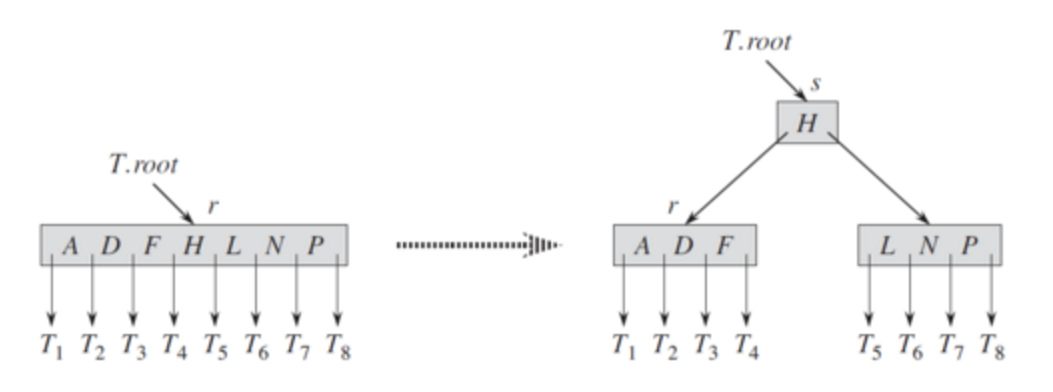 T.root
s
H
T.root
r
A D F H L N P
T1 T2 T3 T4 T5 T6 T7 T8
r
A D F
L N P
T1 T2 T3 T4
T5 T6 T7 T8